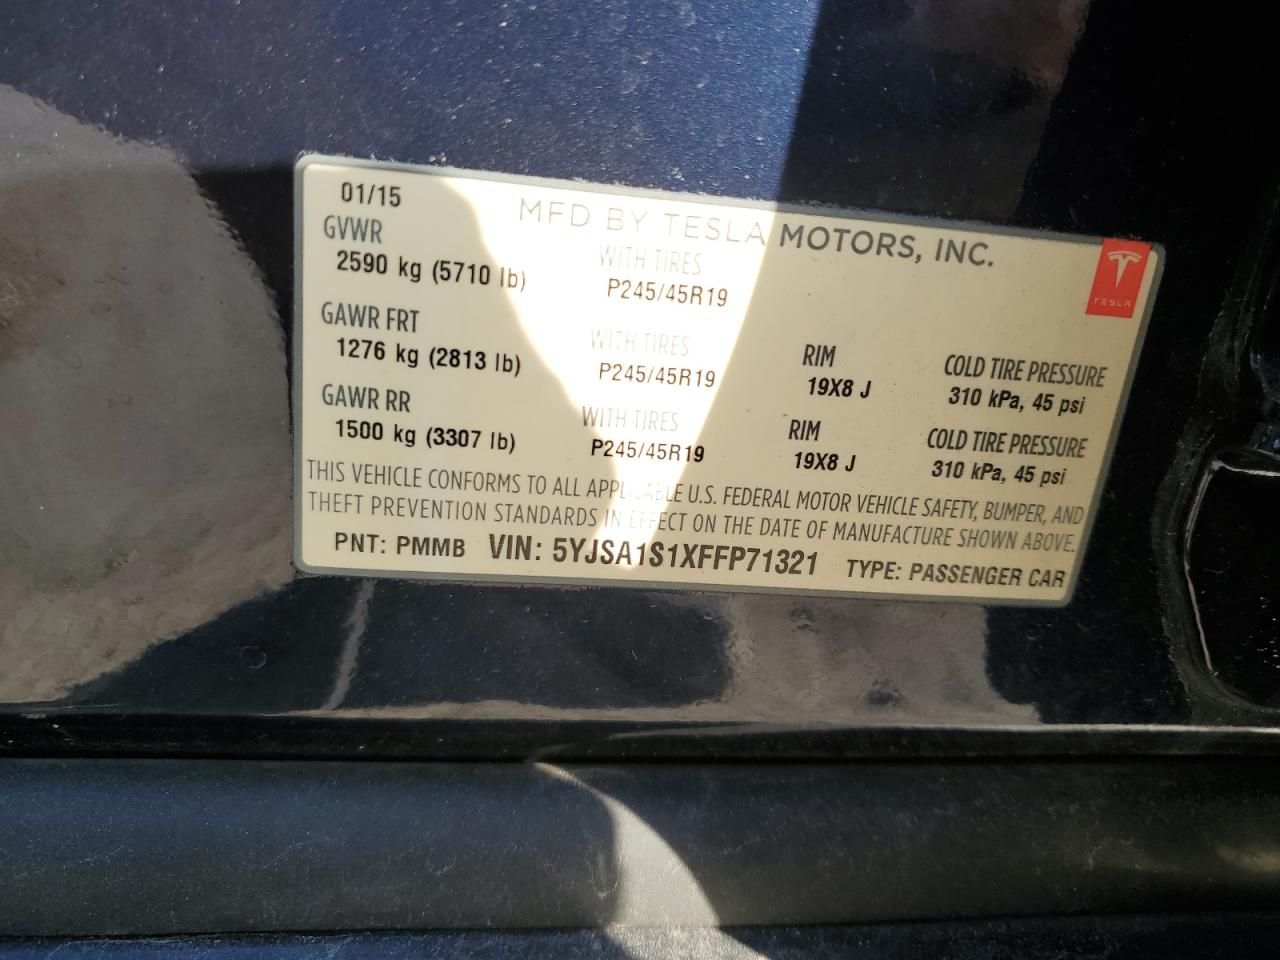 01/15 MFD BY TESLA MOTORS, INC.
GVWR WITH TIRES
2590 kg (5710 lb) P245/45R19
TESLA
GAWR FRT WITH TIRES RIM COLD TIRE PRESSURE
1276 kg (2813 lb) P245/45R19 19X8 J 310 kPa, 45 psi
GAWR RR WITH TIRES RIM COLD TIRE PRESSURE
1500 kg (3307 lb) P245/45R19 19X8 J 310 kPa, 45 psi
THIS VEHICLE CONFORMS TO ALL APPLICABLE U.S. FEDERAL MOTOR VEHICLE SAFETY, BUMPER, AND
THEFT PREVENTION STANDARDS IN EFFECT ON THE DATE OF MANUFACTURE SHOWN ABOVE.
PNT: PMMB VIN: 5YJSA1S1XFFP71321 TYPE: PASSENGER CAR